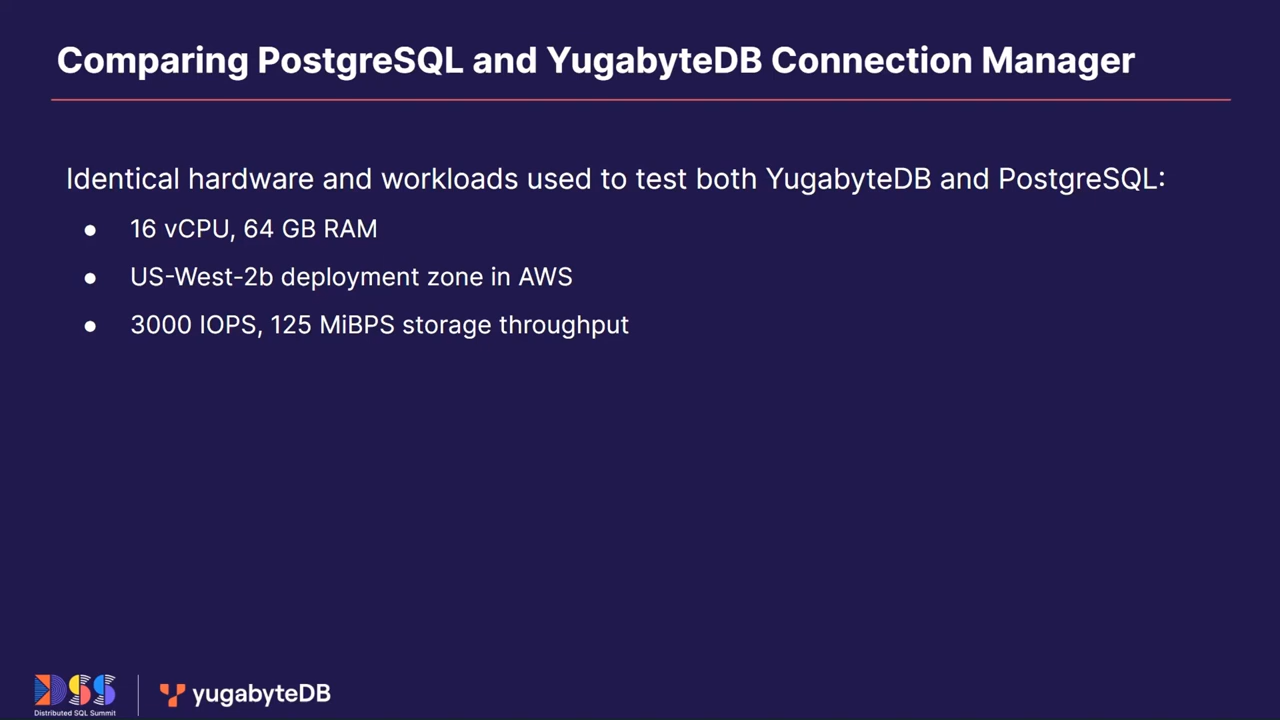 Comparing PostgreSQL and YugabyteDB Connection Manager
Identical hardware and workloads used to test both YugabyteDB and PostgreSQL:
● 16 vCPU, 64 GB RAM
● US-West-2b deployment zone in AWS
● 3000 IOPS, 125 MiBPS storage throughput
DSS
Distributed SQL Summit
yugabyteDB